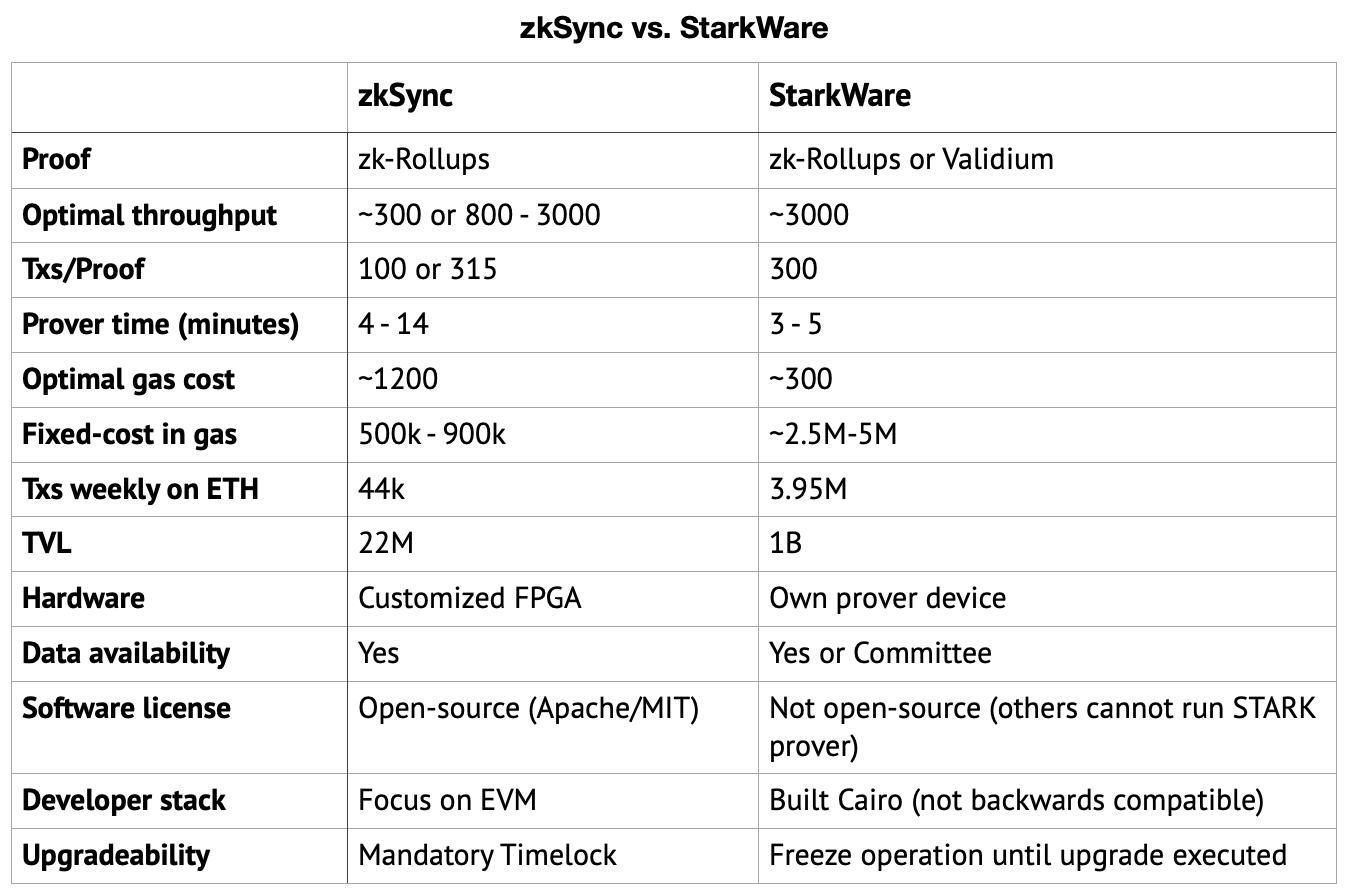 zkSync vs. StarkWare
zkSync StarkWare
Proof zk-Rollups zk-Rollups or Validium
Optimal throughput ~300 or 800 - 3000 ~3000
Txs/Proof 100 or 315 300
Prover time (minutes) 4 - 14 3 - 5
Optimal gas cost ~1200 ~300
Fixed-cost in gas 500k - 900k ~2.5M-5M
Txs weekly on ETH 44k 3.95M
TVL 22M 1B
Hardware Customized FPGA Own prover device
Data availability Yes Yes or Committee
Software license Open-source (Apache/MIT) Not open-source (others cannot run STARK
prover)
Developer stack Focus on EVM Built Cairo (not backwards compatible)
Upgradeability Mandatory Timelock Freeze operation until upgrade executed